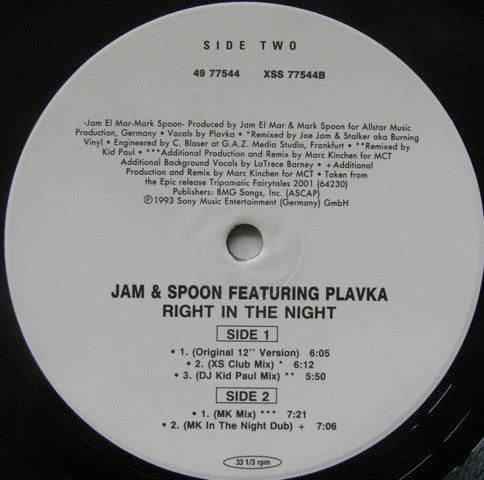 SIDE TWO
49 77544 XSS 77544B
-Jam El Mar-Mark Spoon- Produced by Jam El Mar & Mark Spoon for Allstar Music
Production, Germany • Vocals by Plavka • *Remixed by Joe Jam & Stalker aka Burning
Vinyl • Engineered by C. Blaser at G.A.Z. Media Studio, Frankfurt • **Remixed by
Kid Paul • ***Additional Production and Remix by Marc Kinchen for MCT
Additional Background Vocals by LaTrece Barney • +Additional
Production and Remix by Marc Kinchen for MCT • Taken from
the Epic release Tripomatic Fairytales 2001 (64230)
Publishers: BMG Songs, Inc. (ASCAP)
℗1993 Sony Music Entertainment (Germany) GmbH
JAM & SPOON FEATURING PLAVKA
RIGHT IN THE NIGHT
SIDE 1
• 1. (Original 12'' Version) 6:05
• 2. (XS Club Mix) * 6:12
• 3. (DJ Kid Paul Mix) ** 5:50
SIDE 2
• 1. (MK Mix) *** 7:21
• 2. (MK In The Night Dub) + 7:06
33 1/3 rpm